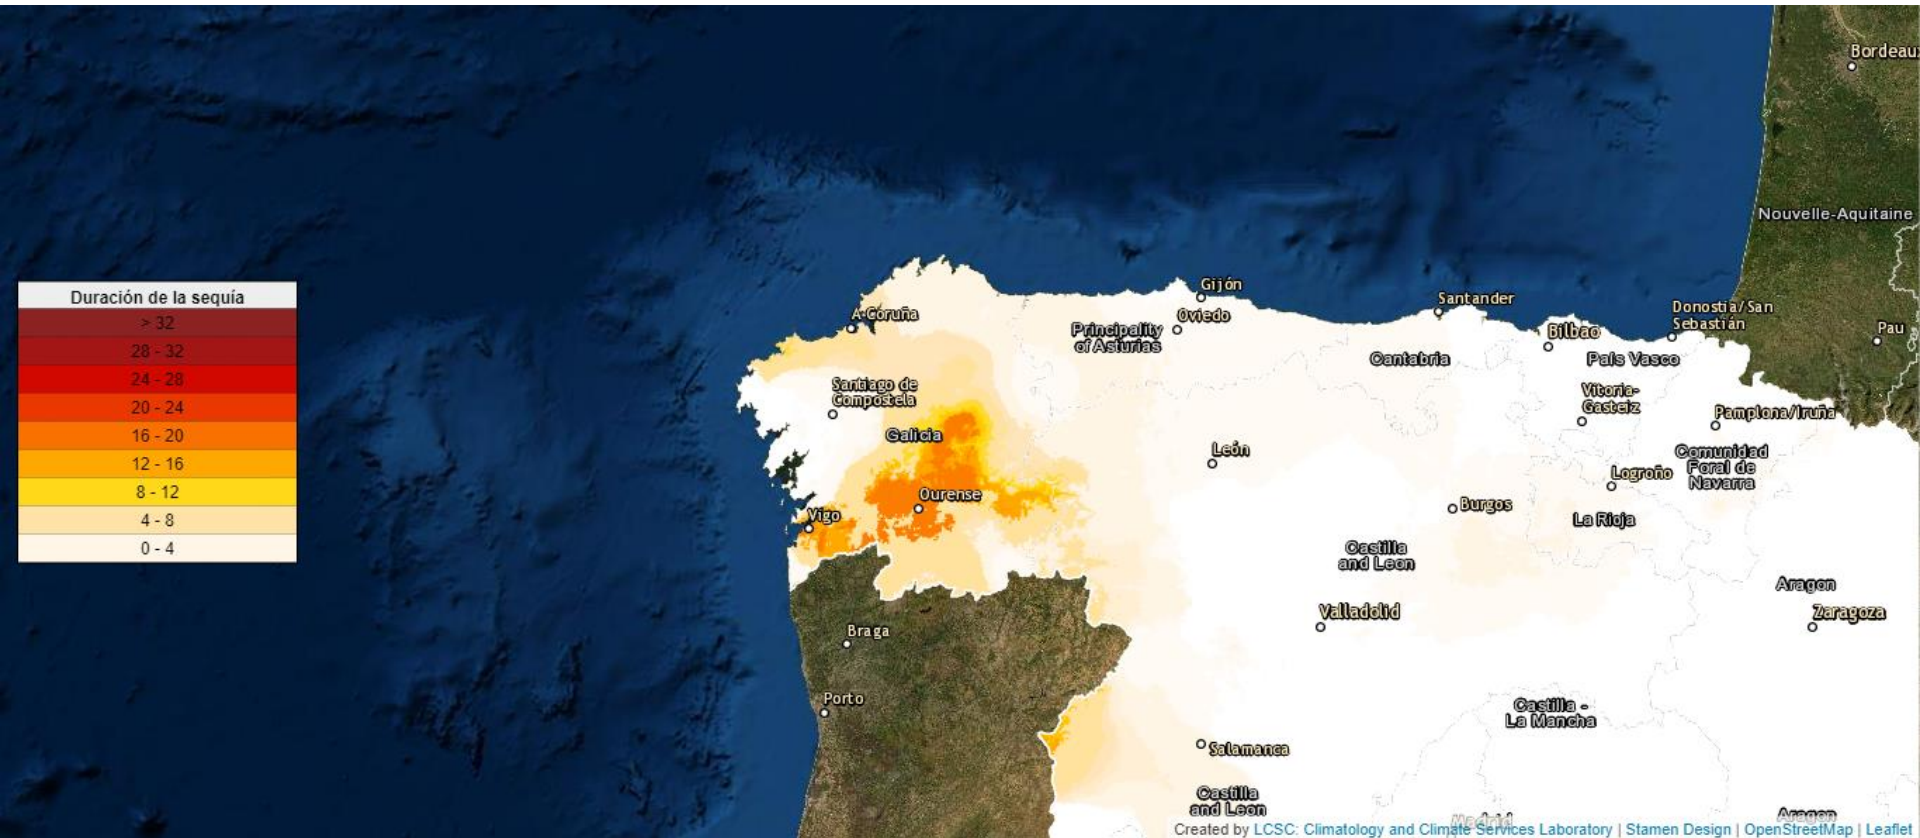 Bordeau
Nouvelle-Aquitaine
Gijón
Duración de la sequía
Santander
Donostia/San
Sebastián
A Coruña
Oviedo
> 32
Principality
of Asturias
Bilbao
Pau
28 - 32
Cantabria
País Vasco
24 - 28
Santiago de
Compostela
Vitoria-
Gasteiz
20 - 24
Pamplona/Iruña
16 - 20
Galicia
León
Comunidad
Foral de
Navarra
12 - 16
Logroño
8 - 12
Ourense
Burgos
4 - 8
Vigo
La Rioja
0 - 4
Castilla
and Leon
Aragon
Valladolid
Zaragoza
Braga
Porto
Castilla -
La Mancha
Salamanca
Castilla
and Leon
Aragon
Madrid
Created by LCSC: Climatology and Climate Services Laboratory | Stamen Design | OpenStreetMap | Leaflet